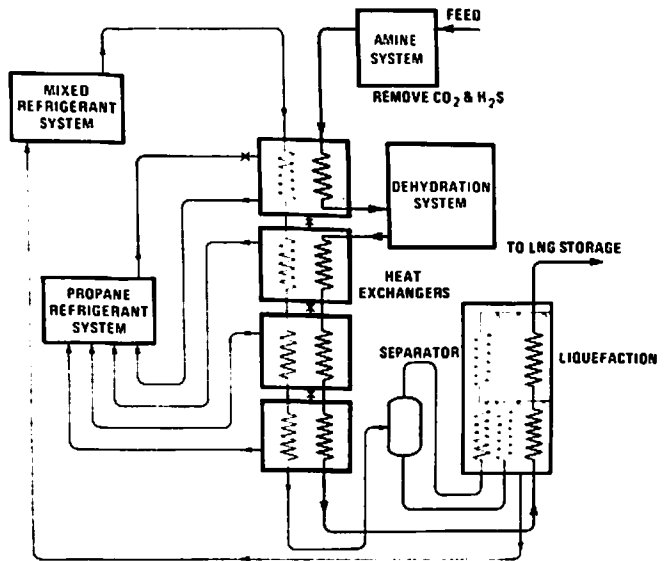 FEED
AMINE
SYSTEM
REMOVE CO₂ & H₂S
MIXED
REFRIGERANT
SYSTEM
DEHYDRATION
SYSTEM
TO LNG STORAGE
HEAT
EXCHANGERS
PROPANE
REFRIGERANT
SYSTEM
SEPARATOR
LIQUEFACTION